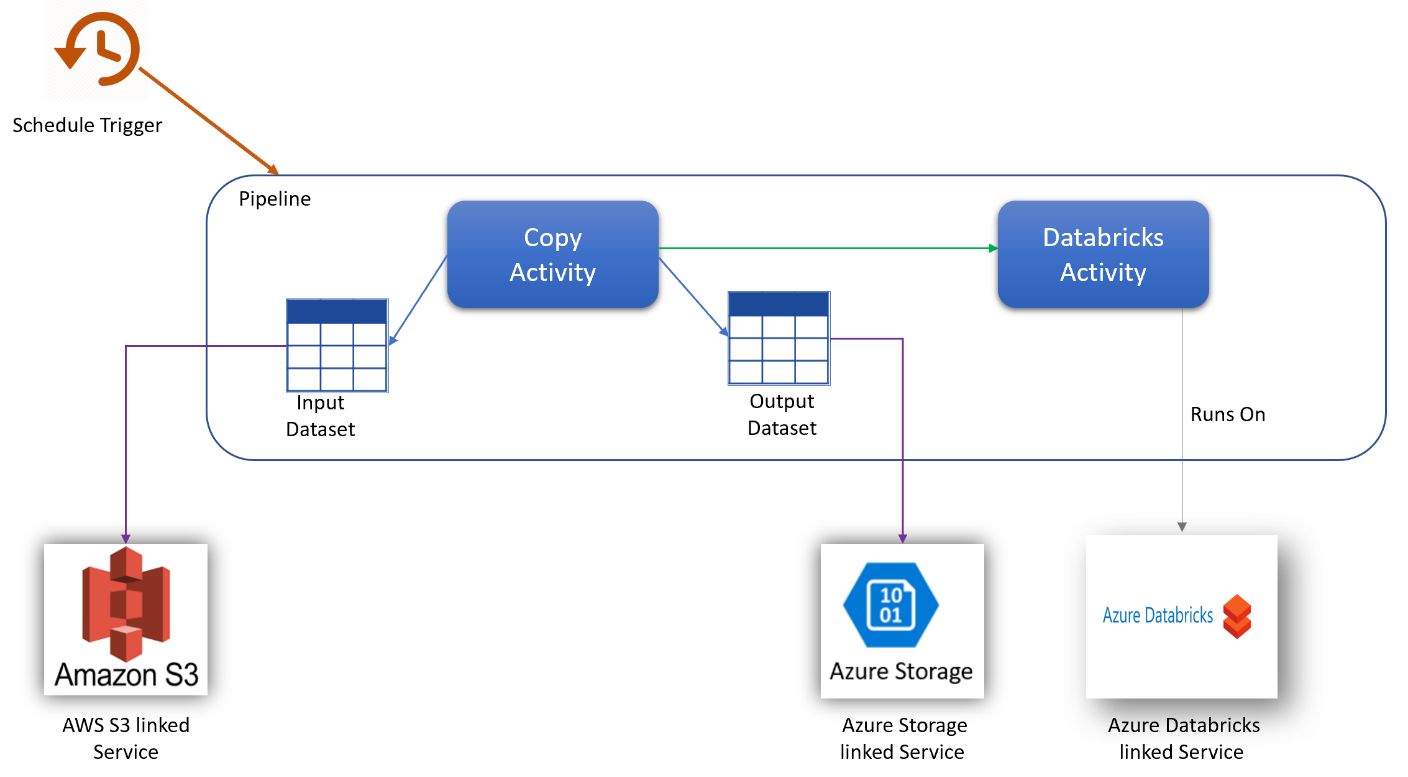 Schedule Trigger
Pipeline
Copy
Activity
Databricks
Activity
Input
Dataset
Output
Dataset
Runs On
Amazon S3
10
01
Azure Storage
Azure Databricks
AWS S3 linked
Service
Azure Storage
linked Service
Azure Databricks
linked Service